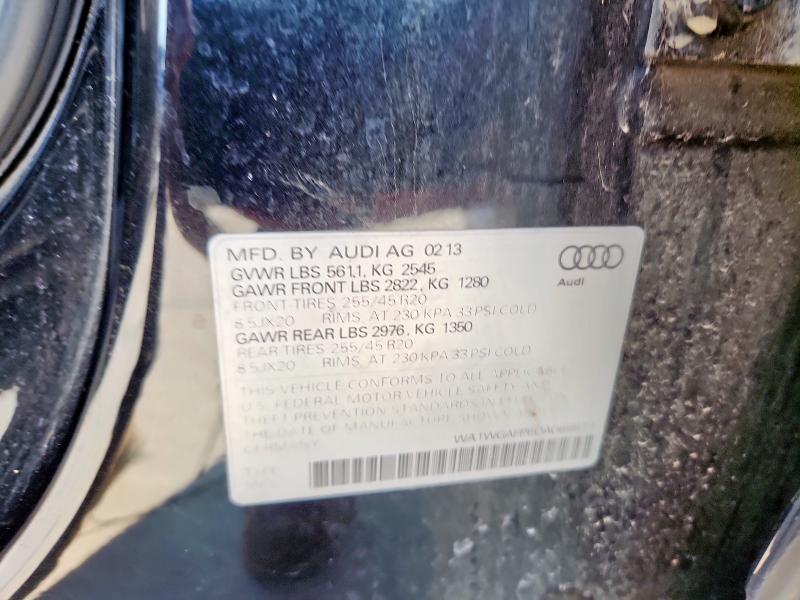 MFD. BY AUDI AG 02 13
GVWR LBS 5611, KG 2545
GAWR FRONT LBS 2822, KG 1280
FRONT-TIRES 255/45 R20
8.5JX20 RIMS, AT 230 KPA 33 PSI COLD
GAWR REAR LBS 2976, KG 1350
REAR TIRES 255/45 R20
8.5JX20 RIMS, AT 230 KPA 33 PSI COLD
THIS VEHICLE CONFORMS TO ALL APPLICABLE
U.S. FEDERAL MOTOR VEHICLE SAFETY AND
THEFT PREVENTION STANDARDS IN EFFECT
THE DATE OF MANUFACTURE SHOWN
GERMANY
TYPE
Audi